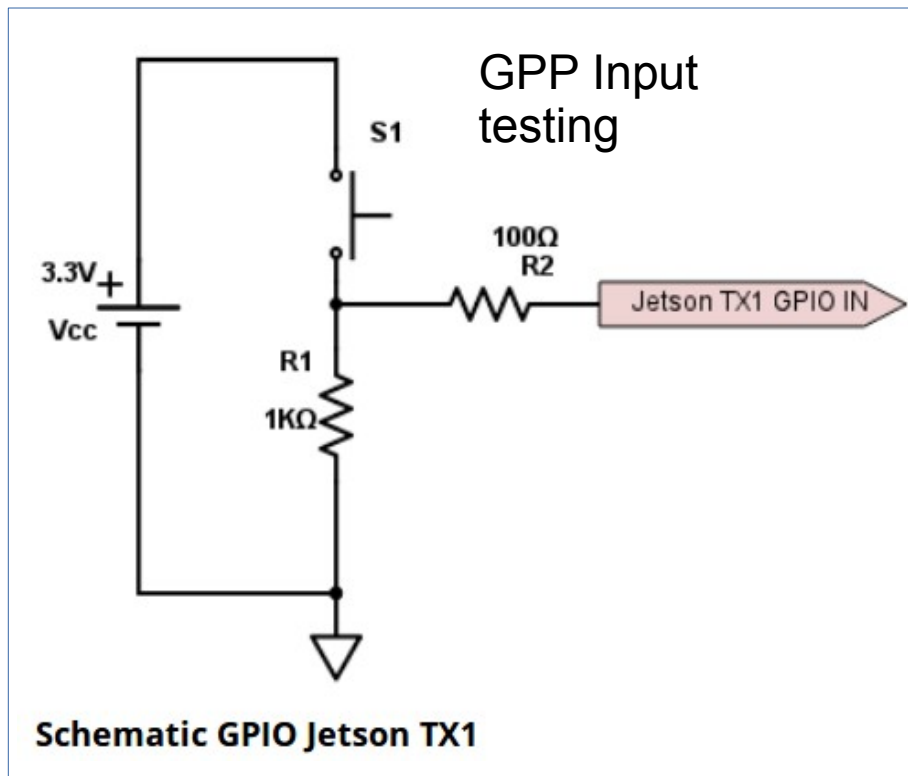 GPP Input
testing
S1
100Ω
R2
3.3V
+
Vcc
Jetson TX1 GPIO IN
R1
1KΩ
Schematic GPIO Jetson TX1